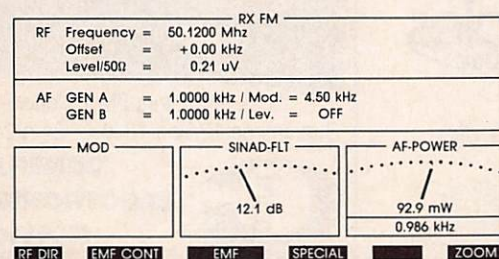 RX FM
RF Frequency = 50.1200 Mhz
Offset = +0.00 kHz
Level/50Ω = 0.21 uV
AF GEN A = 1.0000 kHz / Mod. = 4.50 kHz
GEN B = 1.0000 kHz / Lev. = OFF
MOD
SINAD-FLT
AF-POWER
12.1 dB
92.9 mW
0.986 kHz
RF DIR EMF CONT EMF SPECIAL ZOOM